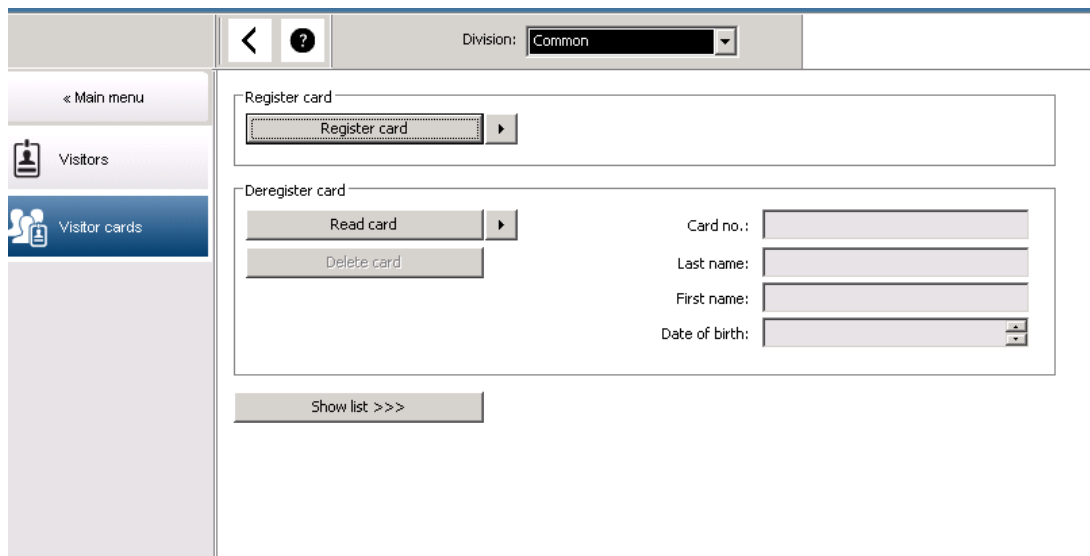 Division: Common
« Main menu
Visitors
Visitor cards
Register card
Register card
Deregister card
Read card
Delete card
Card no.:
Last name:
First name:
Date of birth:
Show list >>>